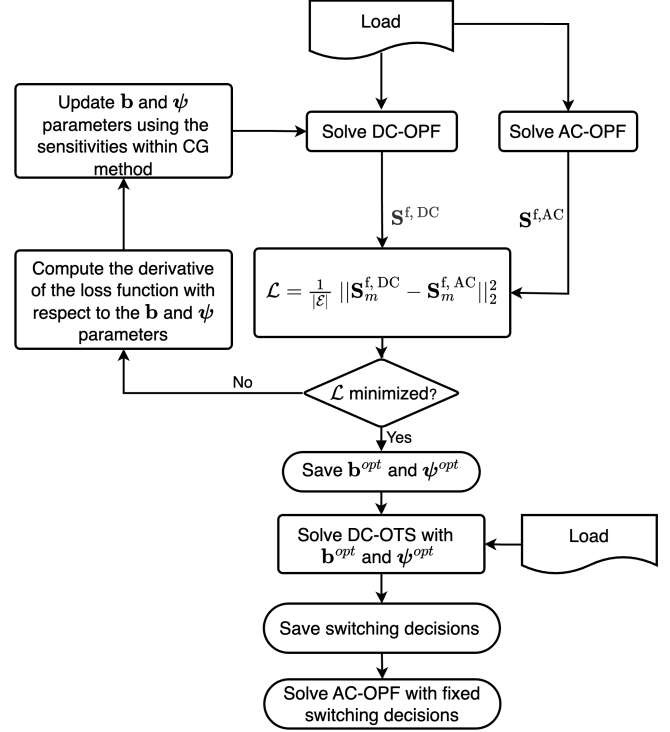 Load
Update b and ψ
parameters using the
sensitivities within CG
method
Solve DC-OPF
Solve AC-OPF
S^{f, DC}
S^{f,AC}
Compute the derivative
of the loss function with
respect to the b and ψ
parameters
ℒ = \frac{1}{|ℰ|} ||S_m^{f, DC} − S_m^{f, AC}||_2^2
No
ℒ minimized?
Yes
Save b^{opt} and ψ^{opt}
Solve DC-OTS with
b^{opt} and ψ^{opt}
Load
Save switching decisions
Solve AC-OPF with fixed
switching decisions